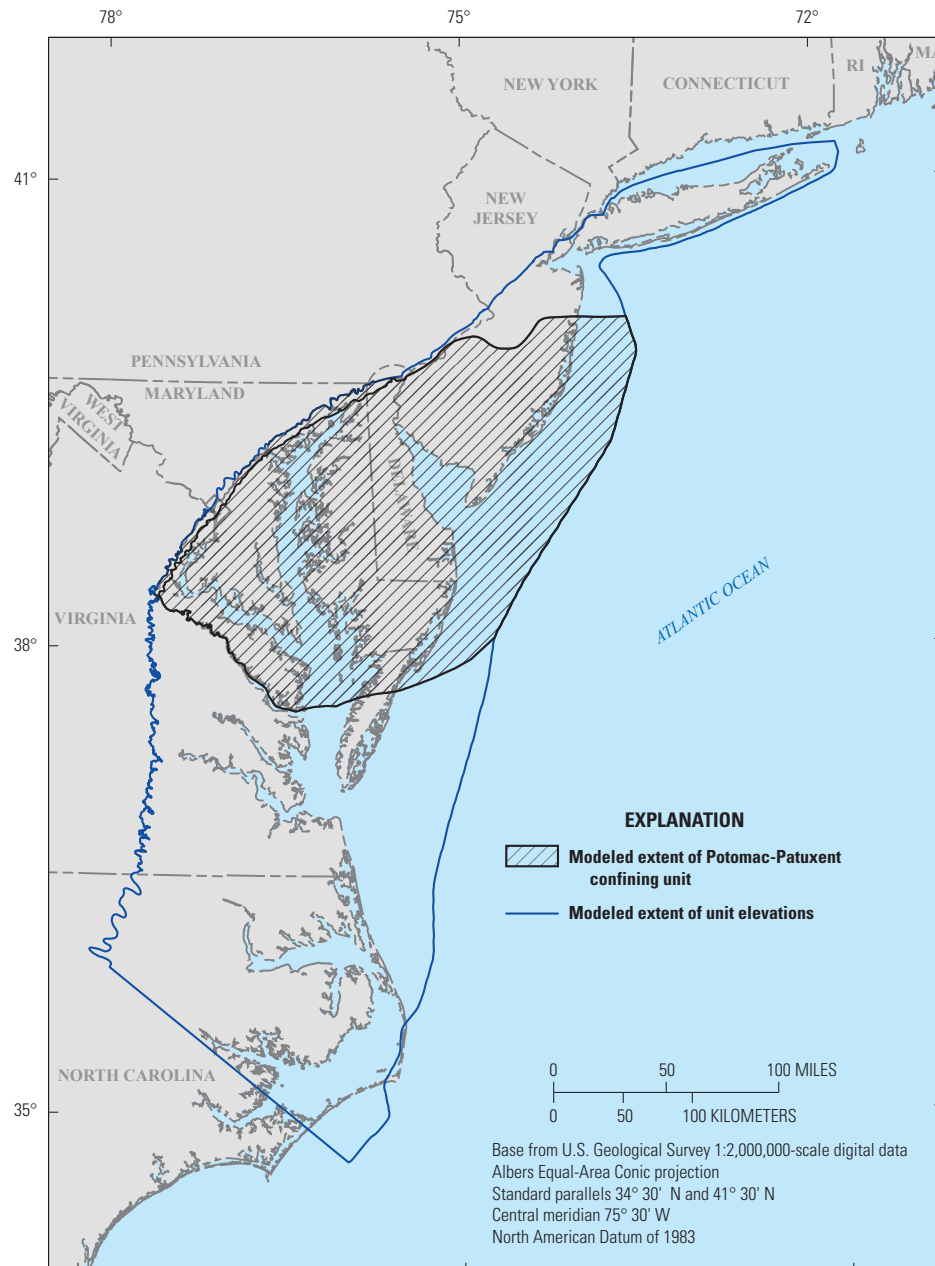 78°
75°
72°
NEW YORK
CONNECTICUT
RI
MA
41°
NEW
JERSEY
PENNSYLVANIA
MARYLAND
WEST
VIRGINIA
DELAWARE
ATLANTIC OCEAN
VIRGINIA
38°
EXPLANATION
Modeled extent of Potomac-Patuxent
confining unit
Modeled extent of unit elevations
NORTH CAROLINA
35°
0 50 100 MILES
0 50 100 KILOMETERS
Base from U.S. Geological Survey 1:2,000,000-scale digital data
Albers Equal-Area Conic projection
Standard parallels 34° 30' N and 41° 30' N
Central meridian 75° 30' W
North American Datum of 1983